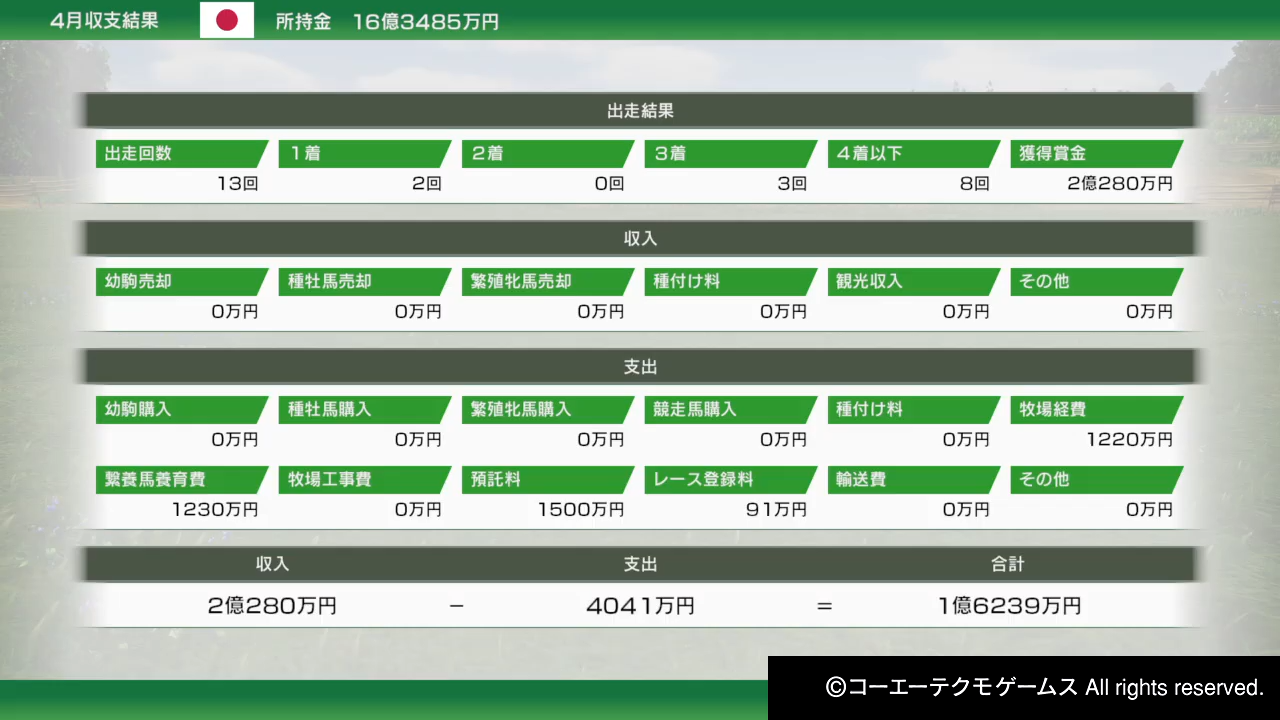 4月収支結果 所持金 16億3485万円
出走結果
出走回数 1着 2着 3着 4着以下 獲得賞金
13回 2回 0回 3回 8回 2億280万円
収入
幼駒売却 種牡馬売却 繁殖牝馬売却 種付け料 観光収入 その他
0万円 0万円 0万円 0万円 0万円 0万円
支出
幼駒購入 種牡馬購入 繁殖牝馬購入 競走馬購入 種付け料 牧場経費
0万円 0万円 0万円 0万円 0万円 1220万円
繋養馬養育費 牧場工事費 預託料 レース登録料 輸送費 その他
1230万円 0万円 1500万円 91万円 0万円 0万円
収入 支出 合計
2億280万円 − 4041万円 = 1億6239万円
©コーエーテクモゲームス All rights reserved.